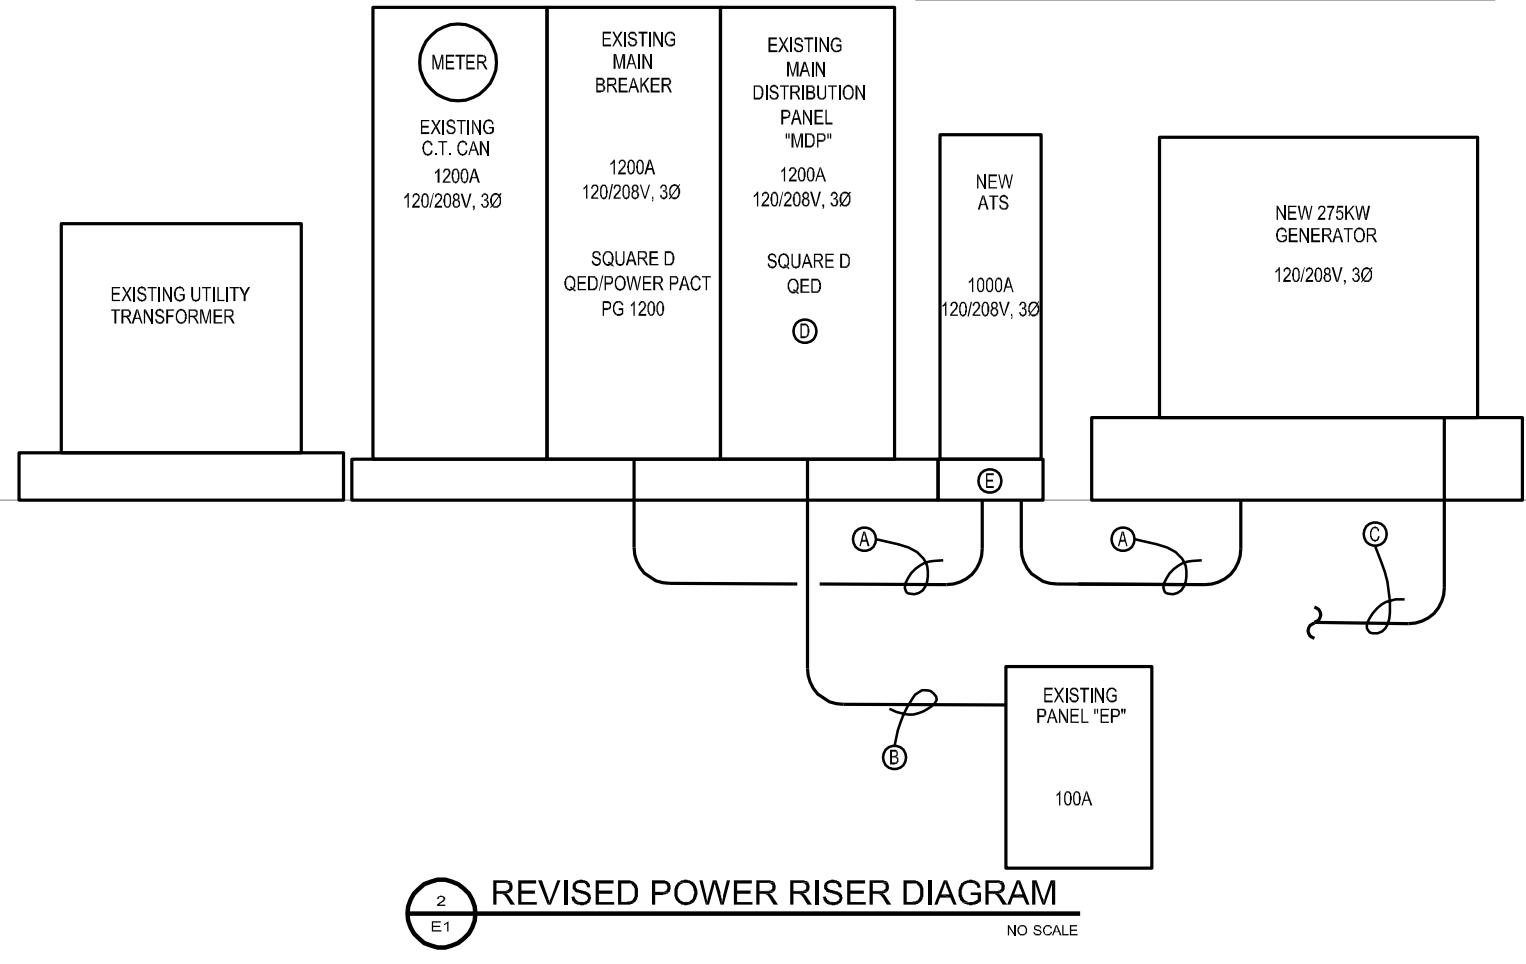 METER
EXISTING
C.T. CAN
1200A
120/208V, 3Ø
EXISTING
MAIN
BREAKER
1200A
120/208V, 3Ø
SQUARE D
QED/POWER PACT
PG 1200
EXISTING
MAIN
DISTRIBUTION
PANEL
"MDP"
1200A
120/208V, 3Ø
SQUARE D
QED
D
NEW
ATS
1000A
120/208V, 3Ø
E
NEW 275KW
GENERATOR
120/208V, 3Ø
EXISTING UTILITY
TRANSFORMER
A
A
C
B
EXISTING
PANEL "EP"
100A
2
E1
REVISED POWER RISER DIAGRAM
NO SCALE